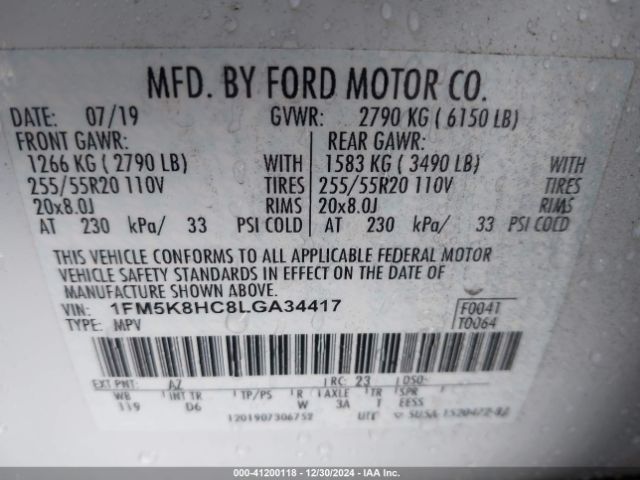 MFD. BY FORD MOTOR CO.
DATE: 07/19 GVWR: 2790 KG ( 6150 LB)
FRONT GAWR: REAR GAWR:
1266 KG ( 2790 LB) WITH 1583 KG ( 3490 LB) WITH
255/55R20 110V TIRES 255/55R20 110V TIRES
20x8.0J RIMS 20x8.0J RIMS
AT 230 kPa/ 33 PSI COLD AT 230 kPa/ 33 PSI COLD
THIS VEHICLE CONFORMS TO ALL APPLICABLE FEDERAL MOTOR
VEHICLE SAFETY STANDARDS IN EFFECT ON THE DATE OF
MANUFACTURE SHOWN ABOVE.
VIN: 1FM5K8HC8LGA34417 F0041
TYPE: MPV T0064
EXT PNT: AZ RC: 23 DSO:
WB INT TR TP/PS R AXLE TR SPR
119 D6 W 3A T EESS
1201907306752 UTC
000-41200118 - 12/30/2024 - IAA Inc.